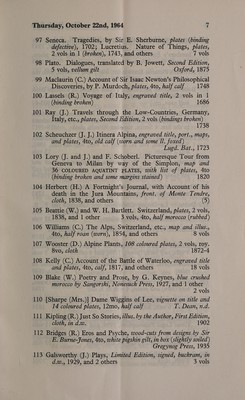 Thursday, October 22nd, 1964 7
97 Seneca. Tragedies, by Sir E. Sherburne, plates (binding
defective), 1702; Lucretius. Nature of Things, plates,
2 vols in 1 (broken), 1743, and others 7 vols
98 Plato. Dialogues, translated by B. Jowett, Second Edition,
5 vols, vellum gilt Oxford, 1875
99 Maclaurin (C.) Account of Sir Isaac Newton's Philosophical
Discoveries, by P. Murdoch, plates, 4to, half calf 1748
100 Lassels (R.) Voyage of Italy, engraved title, 2 vols in 1
(binding broken) 1686
101 Ray (J.) Travels through the Low-Countries, Germany,
Italy, etc., plates, Second Edition, 2 vols (bindings broken)
1738
102 Scheuchzer (J. J.) Itinera Alpina, engraved title, port., maps,
and plates, 4to, old calf (worn and some ll. foxed)
Lugd. Bat., 1723
103 Lory (J. and J.) and F. Schoberl. Picturesque Tour from
Geneva to Milan by way of the Simplon, map and
36 COLOURED AQUATINT PLATES, with list of plates, 4to
(binding broken and some margins stained) 1820
104 Herbert (H.) A Fortnight's Journal, with Account of his
death in the Jura Mountains, front. of Monte Tendre,
cloth, 1838, and others (5)
105 Beattie (W.) and W. H. Bartlett. Switzerland, plates, 2 vols,
1838, and 1 other 3 vols, 4to, half morocco (rubbed)
106 Williams (C.) The Alps, Switzerland, etc., map and illus.,
4to, half roan (worn), 1854, and others 8 vols
107 Wooster (D.) Alpine Plants, 108 coloured plates, 2 vols, roy.
8vo, cloth 1872-4
108 Kelly (C.) Account of the Battle of Waterloo, engraved title
and plates, 4to, calf, 1817, and others 18 vols
109 Blake (W.) Poetry and Prose, by G. Keynes, blue crushed
morocco by Sangorski, Nonesuch Press, 1927, and 1 other
2 vols
110 [Sharpe (Mrs.)] Dame Wiggins of Lee, vignette on title and
14 coloured plates, 12mo, half calf T. Dean, n.d.
111 Kipling (R.) Just So Stories, illus. by the Author, First Edition,
cloth, in d.w. 1902
112 Bridges (R.) Eros and Psyche, wood-cuts from designs by Sir
E. Burne-Jones, 4to, white pigskin gilt, in box (slightly soiled)
Gregynog Press, 1935
113 Galsworthy (J.) Plays, Limited Edition, signed, buckram, in
d.w., 1929, and 2 others 3 vols